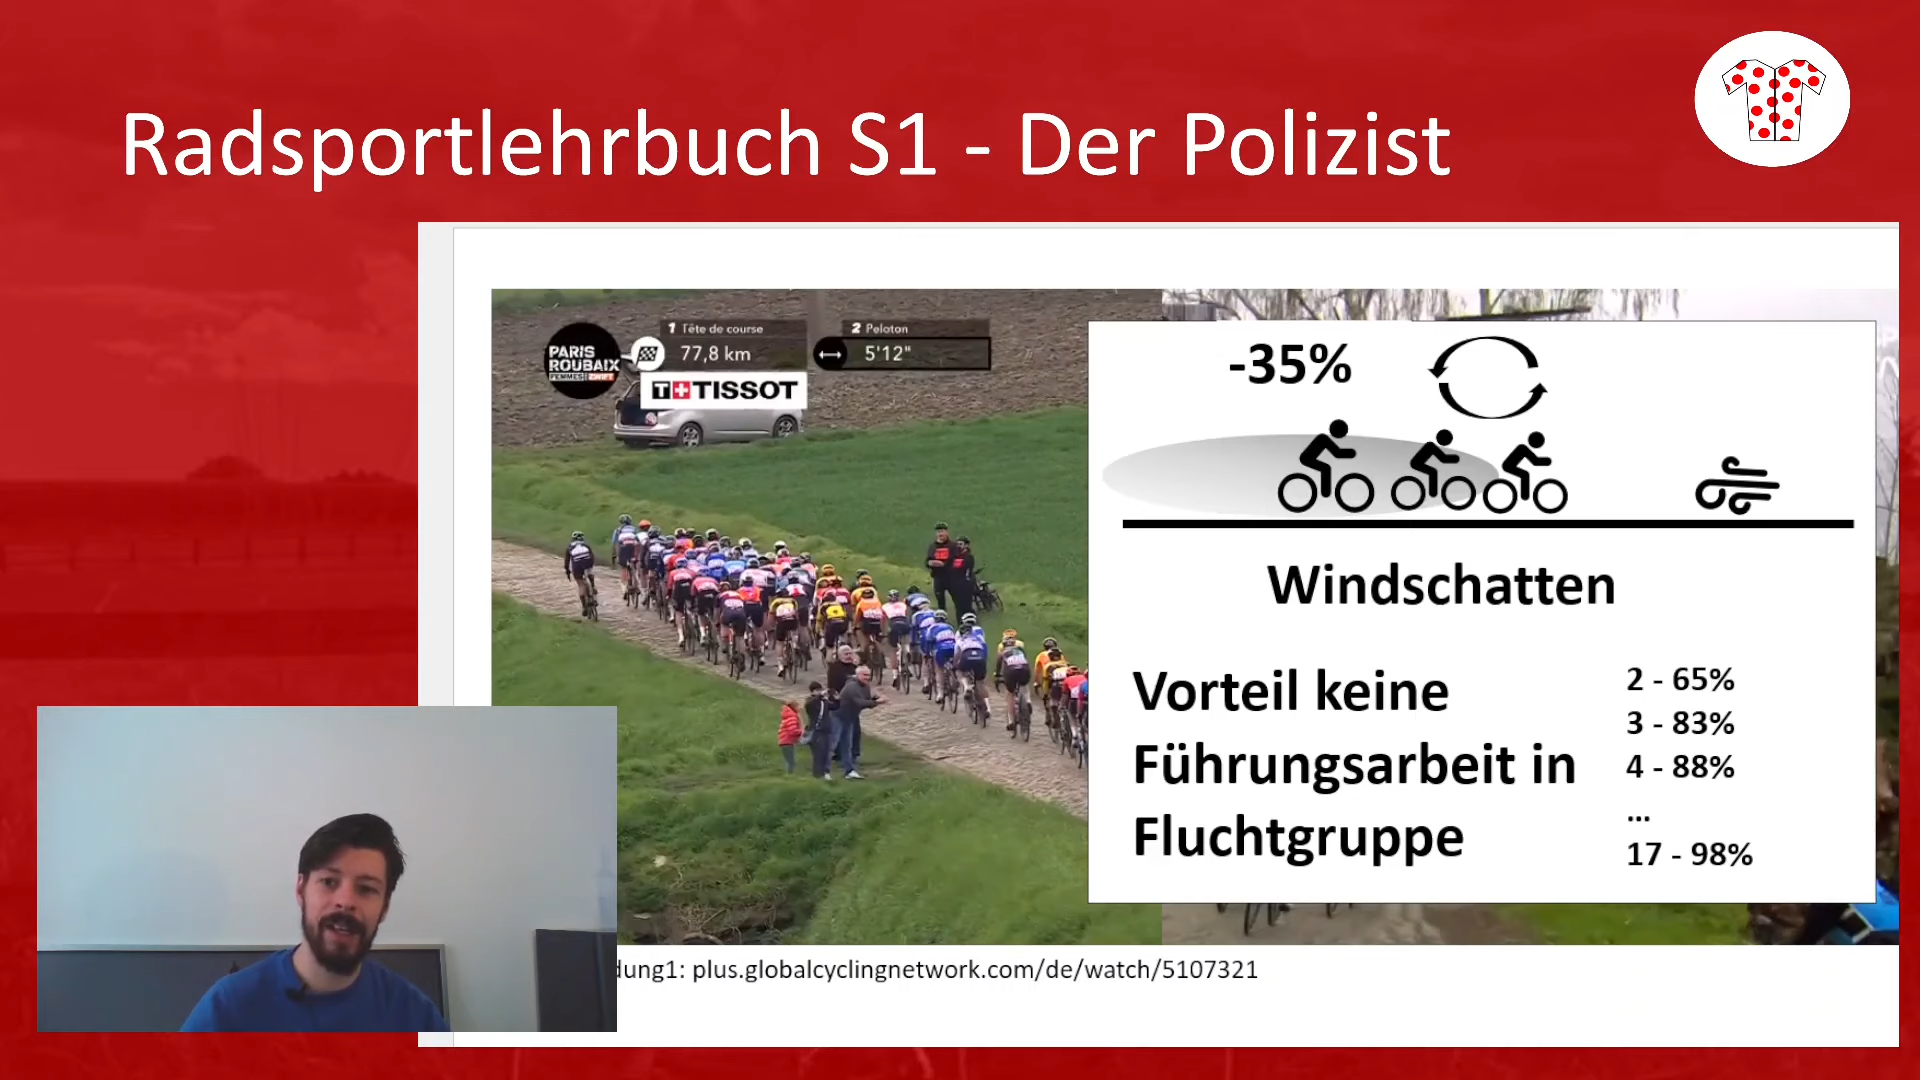 Radsportlehrbuch S1 - Der Polizist
PARIS
ROUBAIX
FEMMES ZWIFT
1 Tête de course
77,8 km
2 Peloton
5'12"
T+TISSOT
-35%
Windschatten
Vorteil keine
Führungsarbeit in
Fluchtgruppe
2 - 65%
3 - 83%
4 - 88%
...
17 - 98%
dung1: plus.globalcyclingnetwork.com/de/watch/5107321